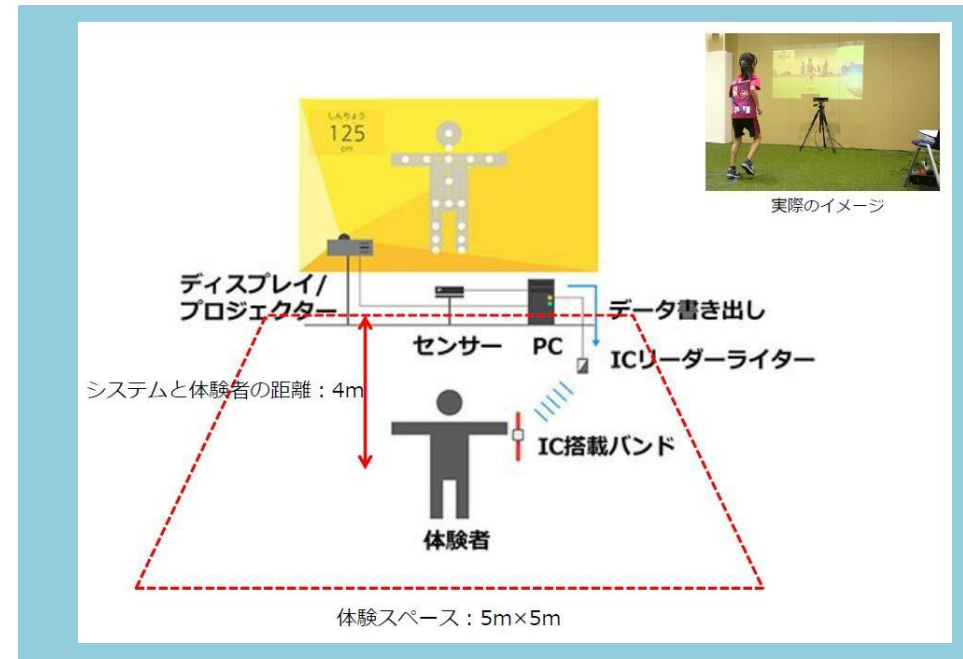 しんちょう
125
cm
実際のイメージ
ディスプレイ/
プロジェクター
データ書き出し
センサー
PC
ICリーダーライター
システムと体験者の距離：4m
IC搭載バンド
体験者
体験スペース：5m×5m